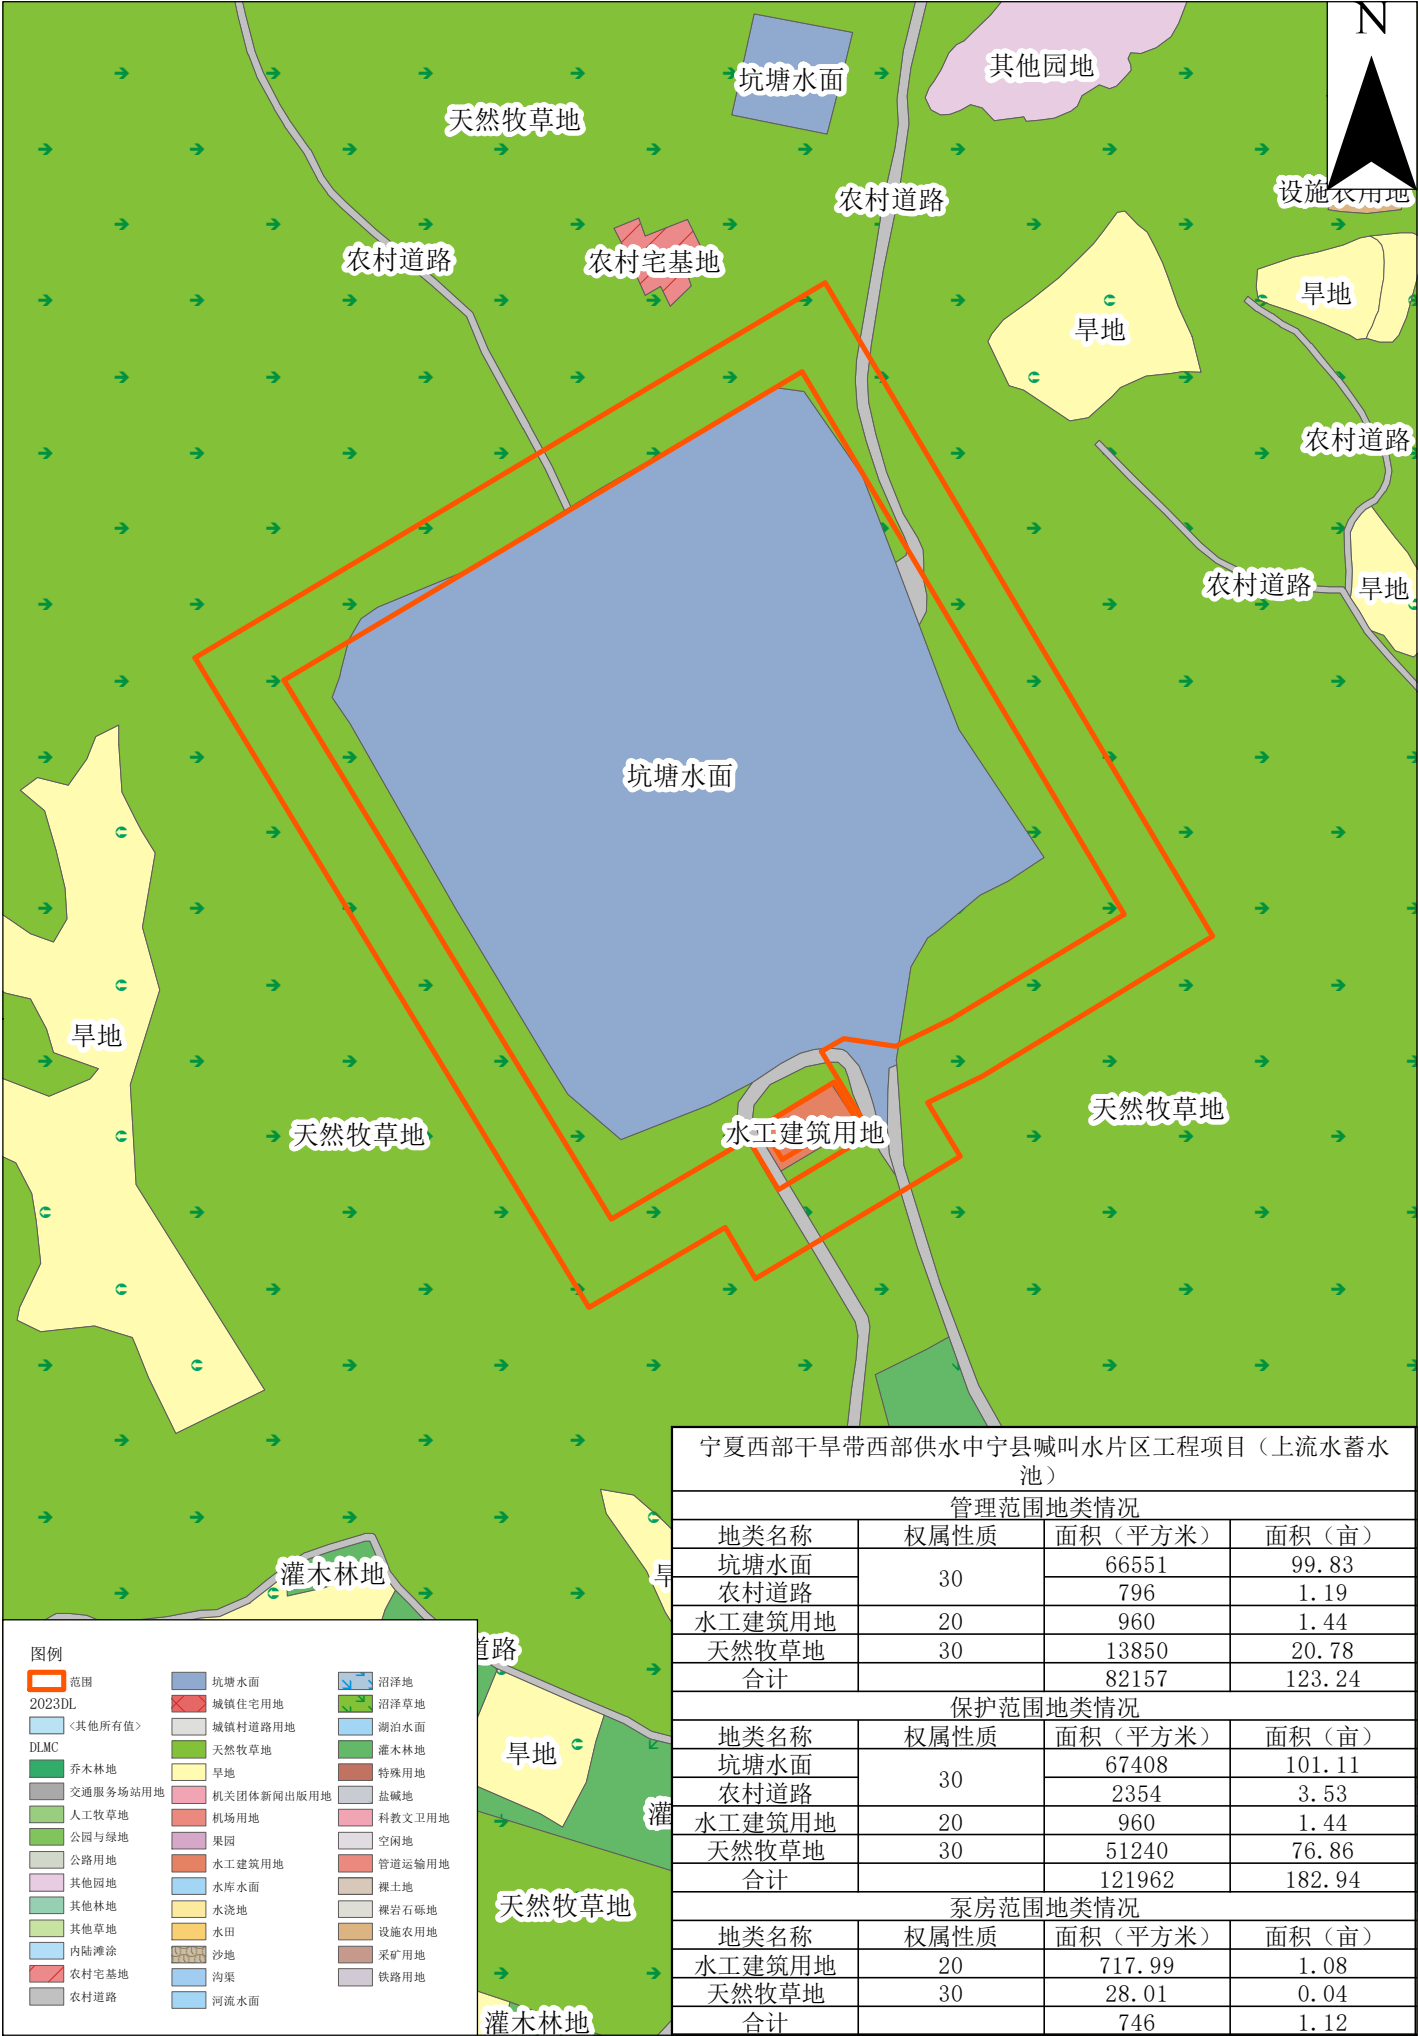 N
其他园地
坑塘水面
天然牧草地
设施农用地
农村道路
农村道路
农村宅基地
旱地
旱地
农村道路
农村道路
旱地
坑塘水面
旱地
天然牧草地
水工建筑用地
天然牧草地
灌木林地
旱
道路
旱地
灌
天然牧草地
灌木林地
宁夏西部干旱带西部供水中宁县喊叫水片区工程项目（上流水蓄水
池）
管理范围地类情况
地类名称 权属性质 面积（平方米） 面积（亩）
坑塘水面 30 66551 99.83
农村道路 796 1.19
水工建筑用地 20 960 1.44
天然牧草地 30 13850 20.78
合计 82157 123.24
保护范围地类情况
地类名称 权属性质 面积（平方米） 面积（亩）
坑塘水面 30 67408 101.11
农村道路 2354 3.53
水工建筑用地 20 960 1.44
天然牧草地 30 51240 76.86
合计 121962 182.94
泵房范围地类情况
地类名称 权属性质 面积（平方米） 面积（亩）
水工建筑用地 20 717.99 1.08
天然牧草地 30 28.01 0.04
合计 746 1.12
图例
范围
2023DL
<其他所有值>
DLMC
乔木林地
交通服务场站用地
人工牧草地
公园与绿地
公路用地
其他园地
其他林地
其他草地
内陆滩涂
农村宅基地
农村道路
坑塘水面
城镇住宅用地
城镇村道路用地
天然牧草地
旱地
机关团体新闻出版用地
机场用地
果园
水工建筑用地
水库水面
水浇地
水田
沙地
沟渠
河流水面
沼泽地
沼泽草地
湖泊水面
灌木林地
特殊用地
盐碱地
科教文卫用地
空闲地
管道运输用地
裸土地
裸岩石砾地
设施农用地
采矿用地
铁路用地